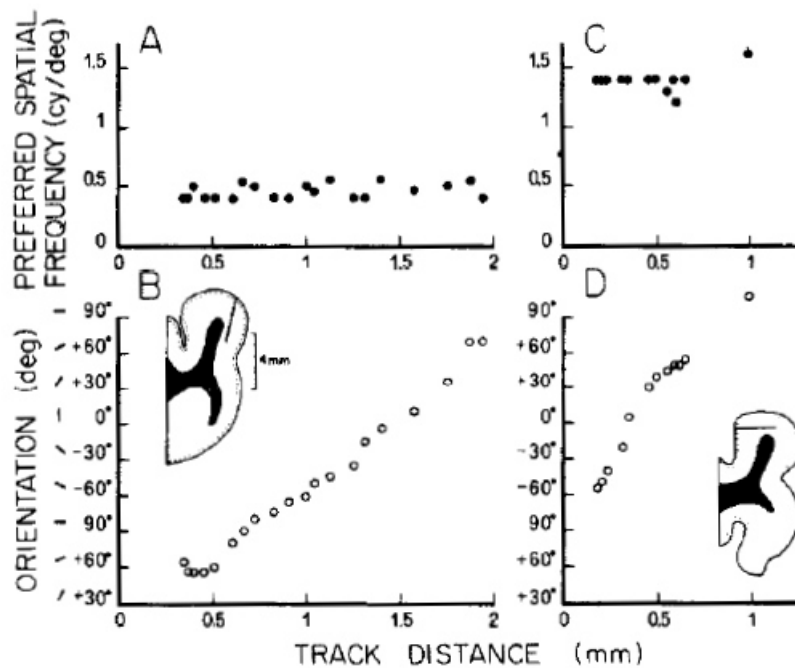 A
C
PREFERRED SPATIAL
FREQUENCY (cy/deg)
1.5
1
0.5
0
0 0.5 1 1.5 2
1.5
1
0.5
0
0 0.5 1
B
D
ORIENTATION (deg)
90°
+60°
+30°
0°
-30°
-60°
90°
+60°
+30°
4mm
0 0.5 1 1.5 2
90°
+60°
+30°
0°
-30°
-60°
90°
+60°
+30°
0 0.5 1
TRACK DISTANCE (mm)